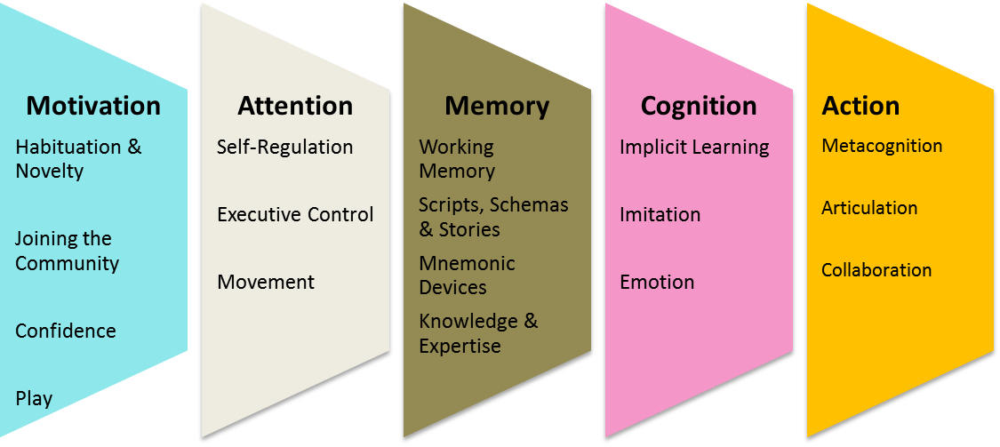 Motivation
Habituation &
Novelty
Joining the
Community
Confidence
Play
Attention
Self-Regulation
Executive Control
Movement
Memory
Working
Memory
Scripts, Schemas
& Stories
Mnemonic
Devices
Knowledge &
Expertise
Cognition
Implicit Learning
Imitation
Emotion
Action
Metacognition
Articulation
Collaboration